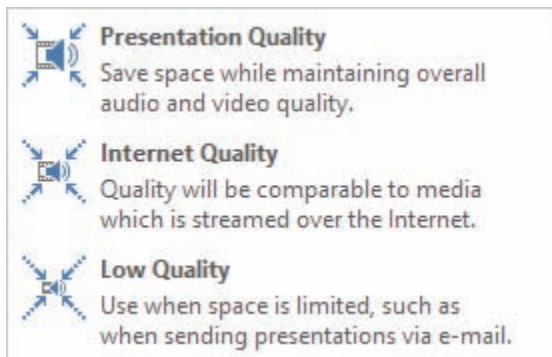 Presentation Quality
Save space while maintaining overall
audio and video quality.
Internet Quality
Quality will be comparable to media
which is streamed over the Internet.
Low Quality
Use when space is limited, such as
when sending presentations via e-mail.